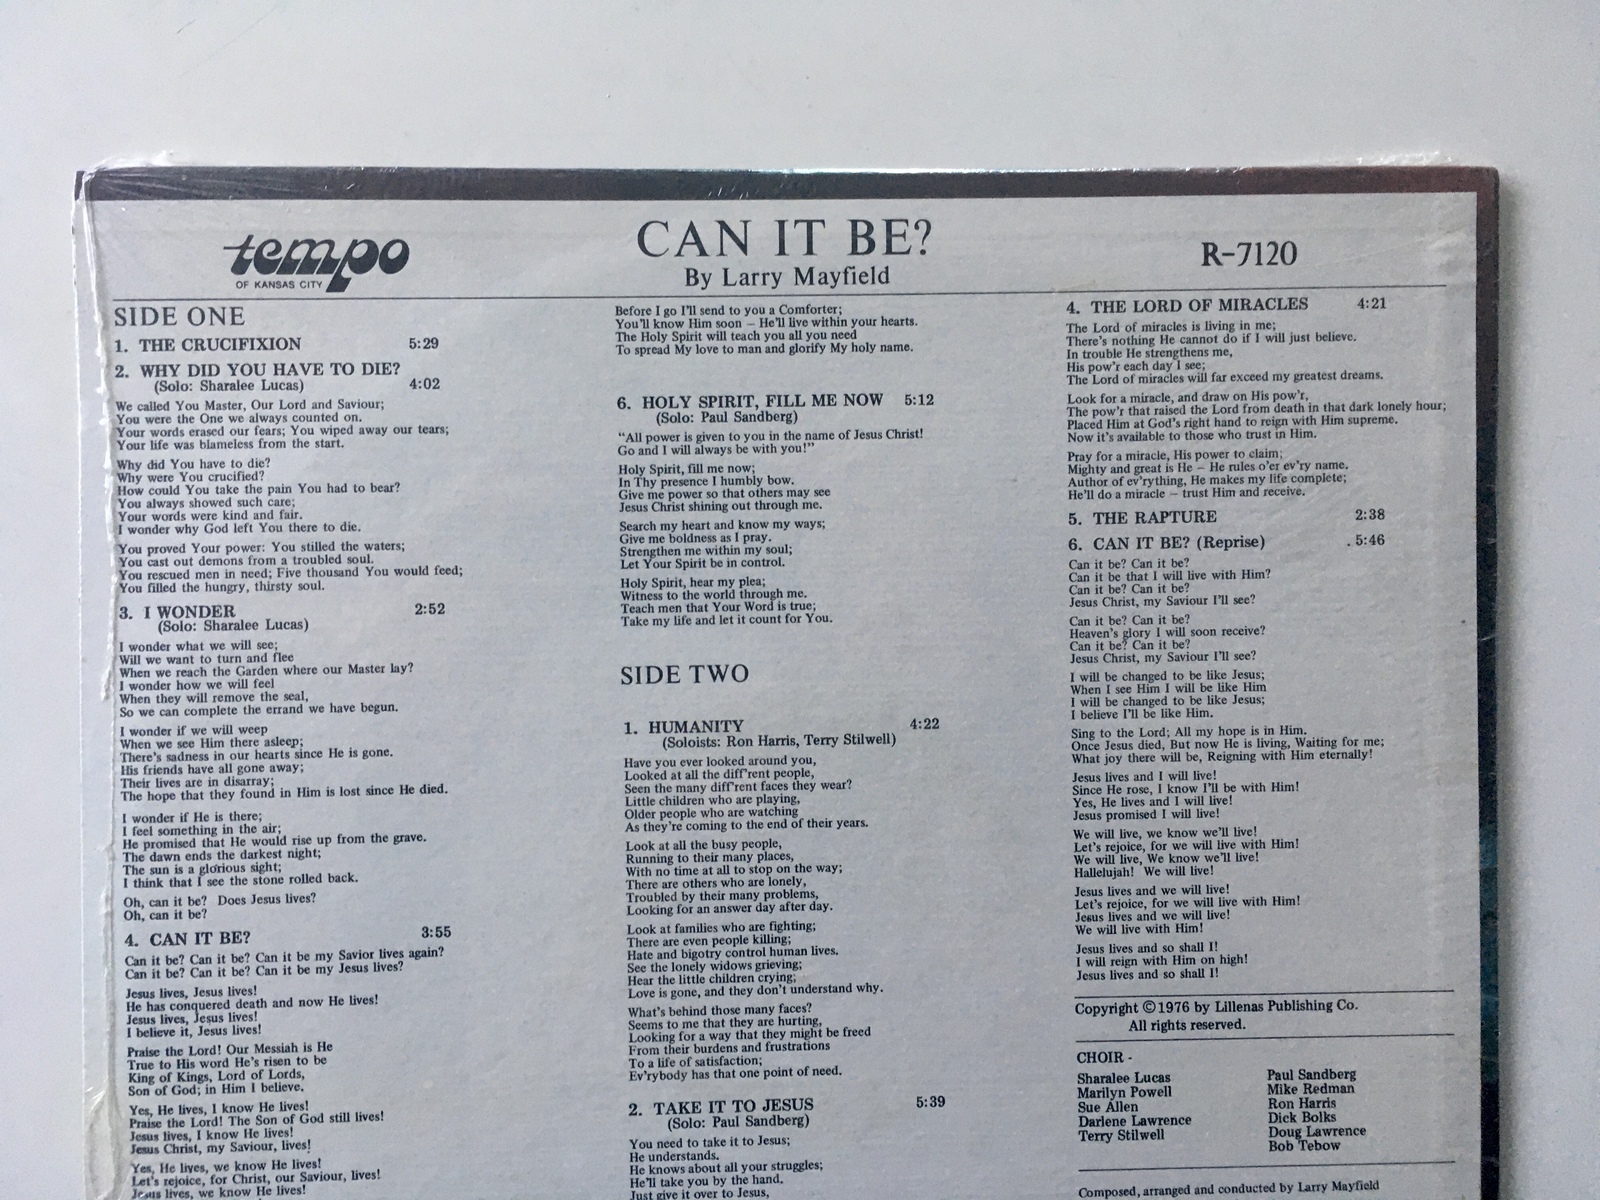 tempo
OF KANSAS CITY
CAN IT BE?
By Larry Mayfield
R-7120
SIDE ONE
1. THE CRUCIFIXION 5:29
2. WHY DID YOU HAVE TO DIE?
(Solo: Sharalee Lucas) 4:02
We called You Master, Our Lord and Saviour;
You were the One we always counted on.
Your words erased our fears; You wiped away our tears;
Your life was blameless from the start.
Why did You have to die?
Why were You crucified?
How could You take the pain You had to bear?
You always showed such care;
Your words were kind and fair.
I wonder why God left You there to die.
You proved Your power: You stilled the waters;
You cast out demons from a troubled soul.
You rescued men in need; Five thousand You would feed;
You filled the hungry, thirsty soul.
3. I WONDER 2:52
(Solo: Sharalee Lucas)
I wonder what we will see;
Will we want to turn and flee
When we reach the Garden where our Master lay?
I wonder how we will feel
When they will remove the seal,
So we can complete the errand we have begun.
I wonder if we will weep
When we see Him there asleep;
There's sadness in our hearts since He is gone.
His friends have all gone away;
Their lives are in disarray;
The hope that they found in Him is lost since He died.
I wonder if He is there;
I feel something in the air;
He promised that He would rise up from the grave.
The dawn ends the darkest night;
The sun is a glorious sight;
I think that I see the stone rolled back.
Oh, can it be? Does Jesus lives?
Oh, can it be?
4. CAN IT BE? 3:55
Can it be? Can it be? Can it be my Savior lives again?
Can it be? Can it be? Can it be my Jesus lives?
Jesus lives, Jesus lives!
He has conquered death and now He lives!
Jesus lives, Jesus lives!
I believe it, Jesus lives!
Praise the Lord! Our Messiah is He
True to His word He's risen to be
King of Kings, Lord of Lords,
Son of God; in Him I believe.
Yes, He lives, I know He lives!
Praise the Lord! The Son of God still lives!
Jesus lives, I know He lives!
Jesus Christ, my Saviour, lives!
Yes, He lives, we know He lives!
Let's rejoice, for Christ, our Saviour, lives!
Jesus lives, we know He lives!
Before I go I'll send to you a Comforter;
You'll know Him soon — He'll live within your hearts.
The Holy Spirit will teach you all you need
To spread My love to man and glorify My holy name.
6. HOLY SPIRIT, FILL ME NOW 5:12
(Solo: Paul Sandberg)
"All power is given to you in the name of Jesus Christ!
Go and I will always be with you!"
Holy Spirit, fill me now;
In Thy presence I humbly bow.
Give me power so that others may see
Jesus Christ shining out through me.
Search my heart and know my ways;
Give me boldness as I pray.
Strengthen me within my soul;
Let Your Spirit be in control.
Holy Spirit, hear my plea;
Witness to the world through me.
Teach men that Your Word is true;
Take my life and let it count for You.
SIDE TWO
1. HUMANITY 4:22
(Soloists: Ron Harris, Terry Stilwell)
Have you ever looked around you,
Looked at all the diff'rent people,
Seen the many diff'rent faces they wear?
Little children who are playing,
Older people who are watching
As they're coming to the end of their years.
Look at all the busy people,
Running to their many places,
With no time at all to stop on the way;
There are others who are lonely,
Troubled by their many problems,
Looking for an answer day after day.
Look at families who are fighting;
There are even people killing;
Hate and bigotry control human lives.
See the lonely widows grieving;
Hear the little children crying;
Love is gone, and they don't understand why.
What's behind those many faces?
Seems to me that they are hurting,
Looking for a way that they might be freed
From their burdens and frustrations
To a life of satisfaction;
Ev'rybody has that one point of need.
2. TAKE IT TO JESUS 5:39
(Solo: Paul Sandberg)
You need to take it to Jesus;
He understands.
He knows about all your struggles;
He'll take you by the hand.
Just give it over to Jesus,
4. THE LORD OF MIRACLES 4:21
The Lord of miracles is living in me;
There's nothing He cannot do if I will just believe.
In trouble He strengthens me,
His pow'r each day I see;
The Lord of miracles will far exceed my greatest dreams.
Look for a miracle, and draw on His pow'r,
The pow'r that raised the Lord from death in that dark lonely hour;
Placed Him at God's right hand to reign with Him supreme.
Now it's available to those who trust in Him.
Pray for a miracle, His power to claim;
Mighty and great is He — He rules o'er ev'ry name.
Author of ev'rything, He makes my life complete;
He'll do a miracle — trust Him and receive.
5. THE RAPTURE 2:38
6. CAN IT BE? (Reprise) . 5:46
Can it be? Can it be?
Can it be that I will live with Him?
Can it be? Can it be?
Jesus Christ, my Saviour I'll see?
Can it be? Can it be?
Heaven's glory I will soon receive?
Can it be? Can it be?
Jesus Christ, my Saviour I'll see?
I will be changed to be like Jesus;
When I see Him I will be like Him
I will be changed to be like Jesus;
I believe I'll be like Him.
Sing to the Lord; All my hope is in Him.
Once Jesus died, But now He is living, Waiting for me;
What joy there will be, Reigning with Him eternally!
Jesus lives and I will live!
Since He rose, I know I'll be with Him!
Yes, He lives and I will live!
Jesus promised I will live!
We will live, we know we'll live!
Let's rejoice, for we will live with Him!
We will live, We know we'll live!
Hallelujah! We will live!
Jesus lives and we will live!
Let's rejoice, for we will live with Him!
Jesus lives and we will live!
We will live with Him!
Jesus lives and so shall I!
I will reign with Him on high!
Jesus lives and so shall I!
Copyright ©1976 by Lillenas Publishing Co.
All rights reserved.
CHOIR -
Sharalee Lucas
Marilyn Powell
Sue Allen
Darlene Lawrence
Terry Stilwell
Paul Sandberg
Mike Redman
Ron Harris
Dick Bolks
Doug Lawrence
Bob Tebow
Composed, arranged and conducted by Larry Mayfield